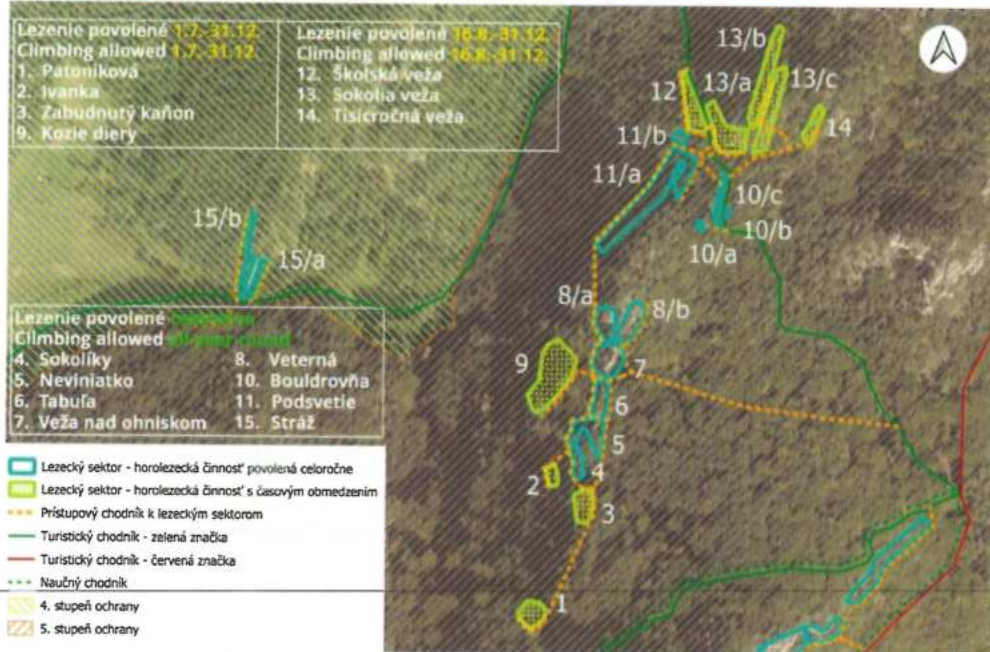 Lezenie povolené 1.7.-31.12.
Climbing allowed 1.7.-31.12.
1. Patoníková
2. Ivanka
3. Zabudnutý kaňon
9. Kozie diery
Lezenie povolené 16.8.-31.12.
Climbing allowed 16.8.-31.12.
12. Školská veža
13. Sokolia veža
14. Tisícročná veža
13/b
13/a
13/c
12
14
11/b
11/a
10/c
10/b
10/a
15/b
15/a
8/a
8/b
9
7
6
5
4
2
3
1
Lezenie povolené
Climbing allowed all-year round
4. Sokolíky
5. Neviniatko
6. Tabuľa
7. Veža nad ohniskom
8. Veterná
10. Bouldrovňa
11. Podsvetie
15. Stráž
Lezecký sektor - horolezecká činnosť povolená celoročne
Lezecký sektor - horolezecká činnosť s časovým obmedzením
Prístupový chodník k lezeckým sektorom
Turistický chodník - zelená značka
Turistický chodník - červená značka
Naučný chodník
4. stupeň ochrany
5. stupeň ochrany